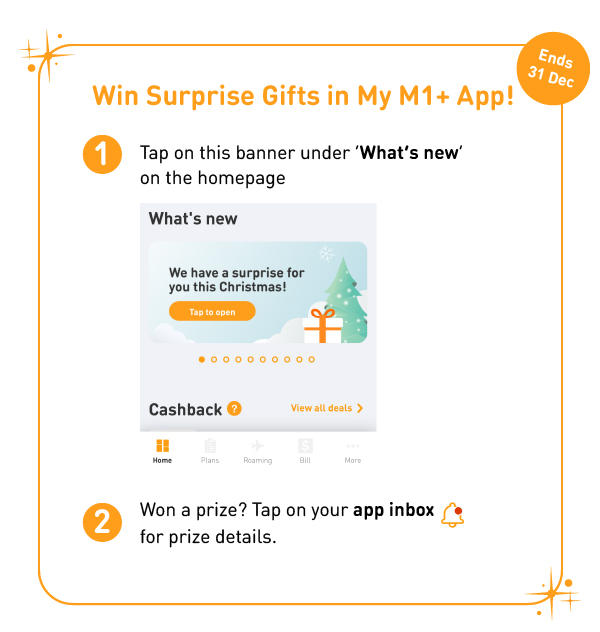 Ends
31 Dec
Win Surprise Gifts in My M1+ App!
1
Tap on this banner under ‘What’s new’
on the homepage
What's new
We have a surprise for
you this Christmas!
Tap to open
Cashback ?
View all deals
Home
Plans
Roaming
Bill
More
2
Won a prize? Tap on your app inbox
for prize details.